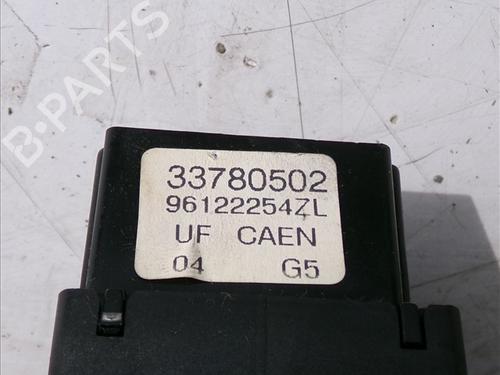 B-PARTS
33780502
96122254ZL
UF CAEN
04 G5